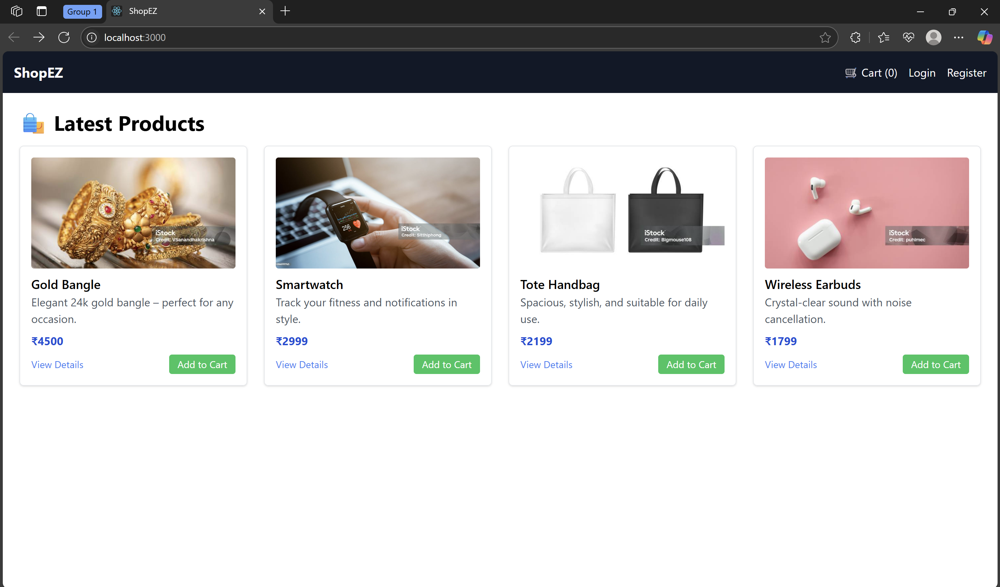 Group 1
ShopEZ
localhost:3000
ShopEZ
Cart (0)
Login
Register
Latest Products
iStock
Credit: VSanandhakrishna
Gold Bangle
Elegant 24k gold bangle – perfect for any
occasion.
₹4500
View Details
Add to Cart
256
iStock
Credit: Sitthiphong
1286099765
Smartwatch
Track your fitness and notifications in
style.
₹2999
View Details
Add to Cart
iStock
Credit: Bigmouse108
Tote Handbag
Spacious, stylish, and suitable for daily
use.
₹2199
View Details
Add to Cart
iStock
Credit: puhimec
Wireless Earbuds
Crystal-clear sound with noise
cancellation.
₹1799
View Details
Add to Cart